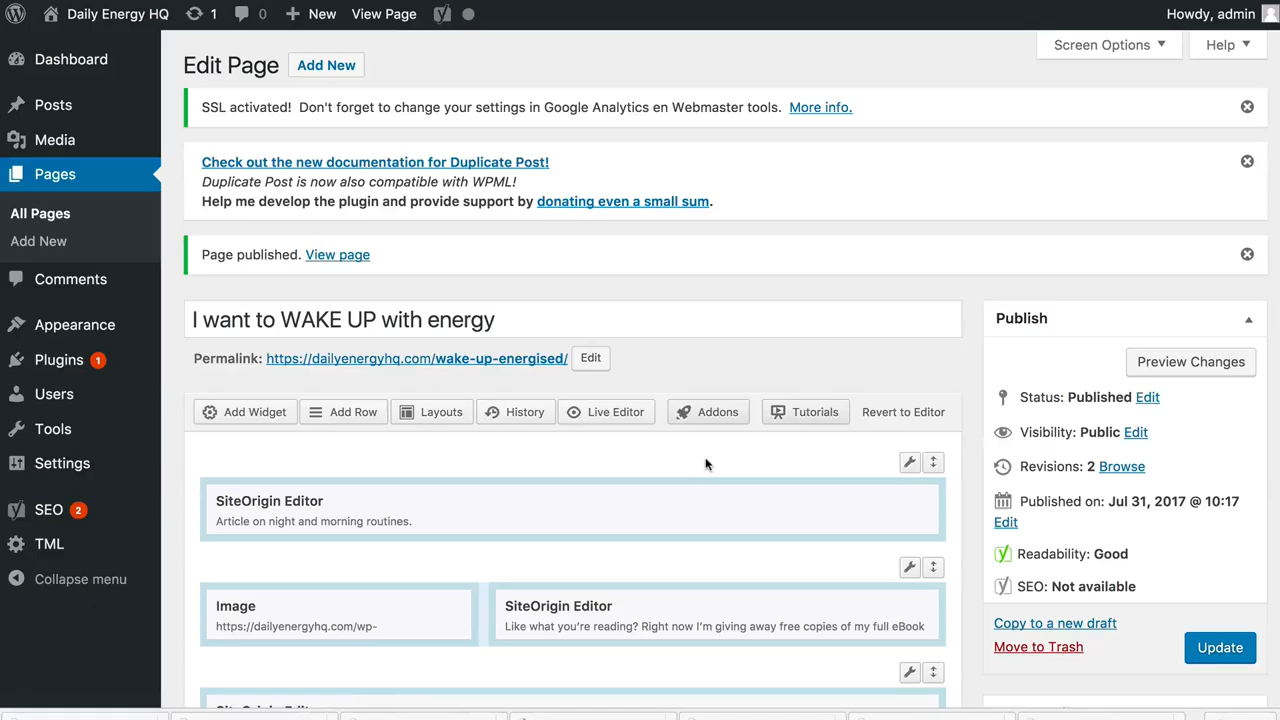 Daily Energy HQ 1 0 New View Page Howdy, admin
Dashboard
Posts
Media
Pages
All Pages
Add New
Comments
Appearance
Plugins 1
Users
Tools
Settings
SEO 2
TML
Collapse menu
Screen Options Help
Edit Page Add New
SSL activated! Don't forget to change your settings in Google Analytics en Webmaster tools. More info.
Check out the new documentation for Duplicate Post!
Duplicate Post is now also compatible with WPML!
Help me develop the plugin and provide support by donating even a small sum.
Page published. View page
I want to WAKE UP with energy
Permalink: https://dailyenergyhq.com/wake-up-energised/ Edit
Add Widget Add Row Layouts History Live Editor Addons Tutorials Revert to Editor
SiteOrigin Editor
Article on night and morning routines.
Image
https://dailyenergyhq.com/wp-
SiteOrigin Editor
Like what you're reading? Right now I'm giving away free copies of my full eBook
Publish
Preview Changes
Status: Published Edit
Visibility: Public Edit
Revisions: 2 Browse
Published on: Jul 31, 2017 @ 10:17
Edit
Readability: Good
SEO: Not available
Copy to a new draft
Move to Trash
Update